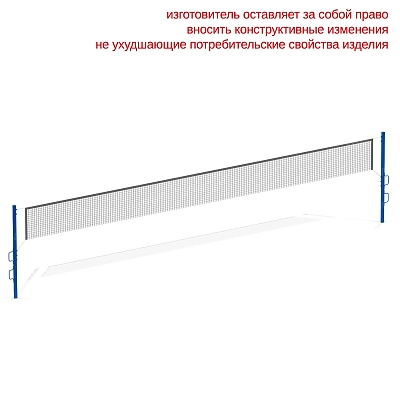 изготовитель оставляет за собой право
вносить конструктивные изменения
не ухудшающие потребительские свойства изделия